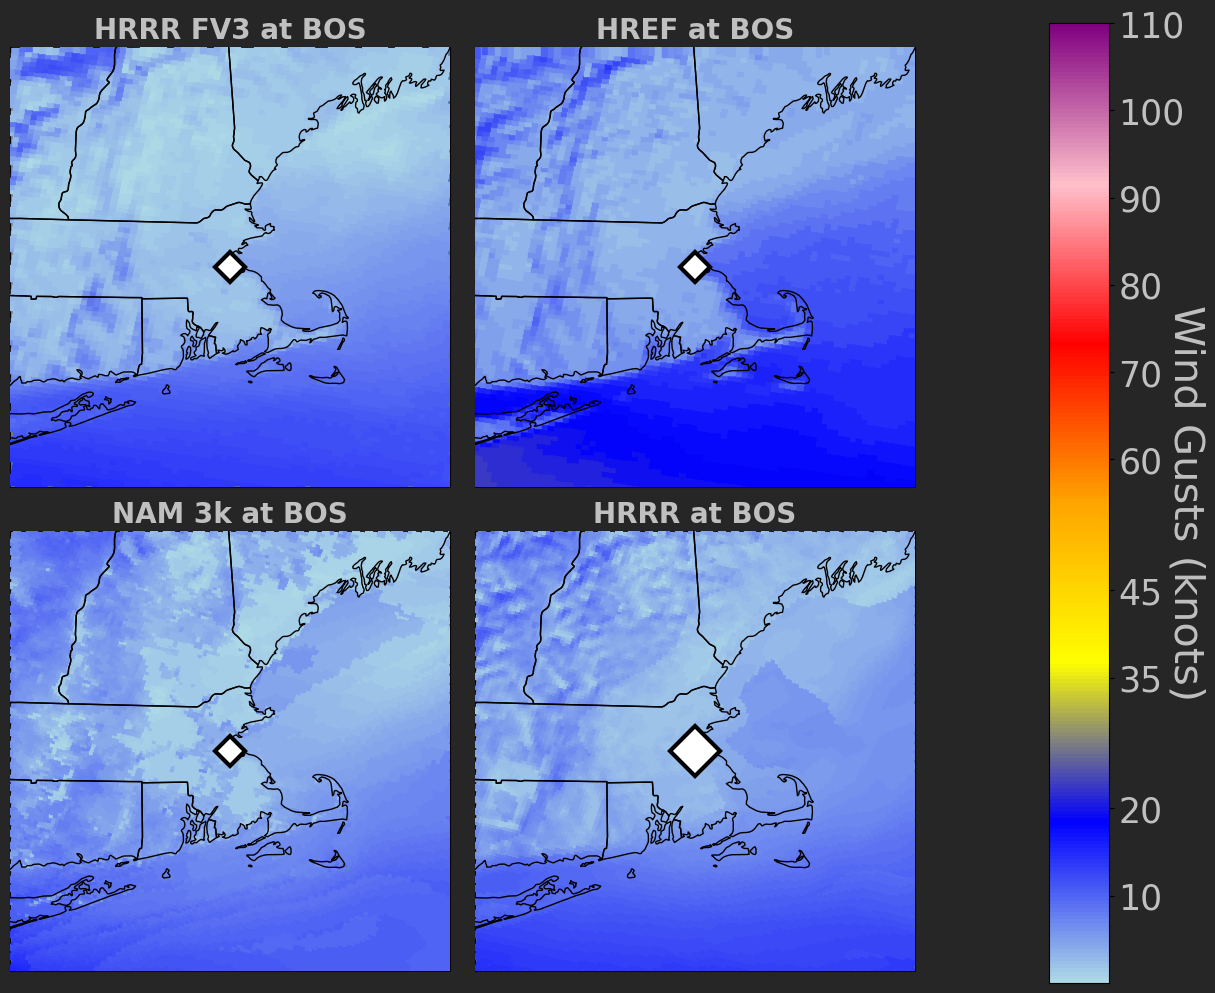 HRRR FV3 at BOS
HREF at BOS
NAM 3k at BOS
HRRR at BOS
110
100
90
80
70
60
45
35
20
10
Wind Gusts (knots)